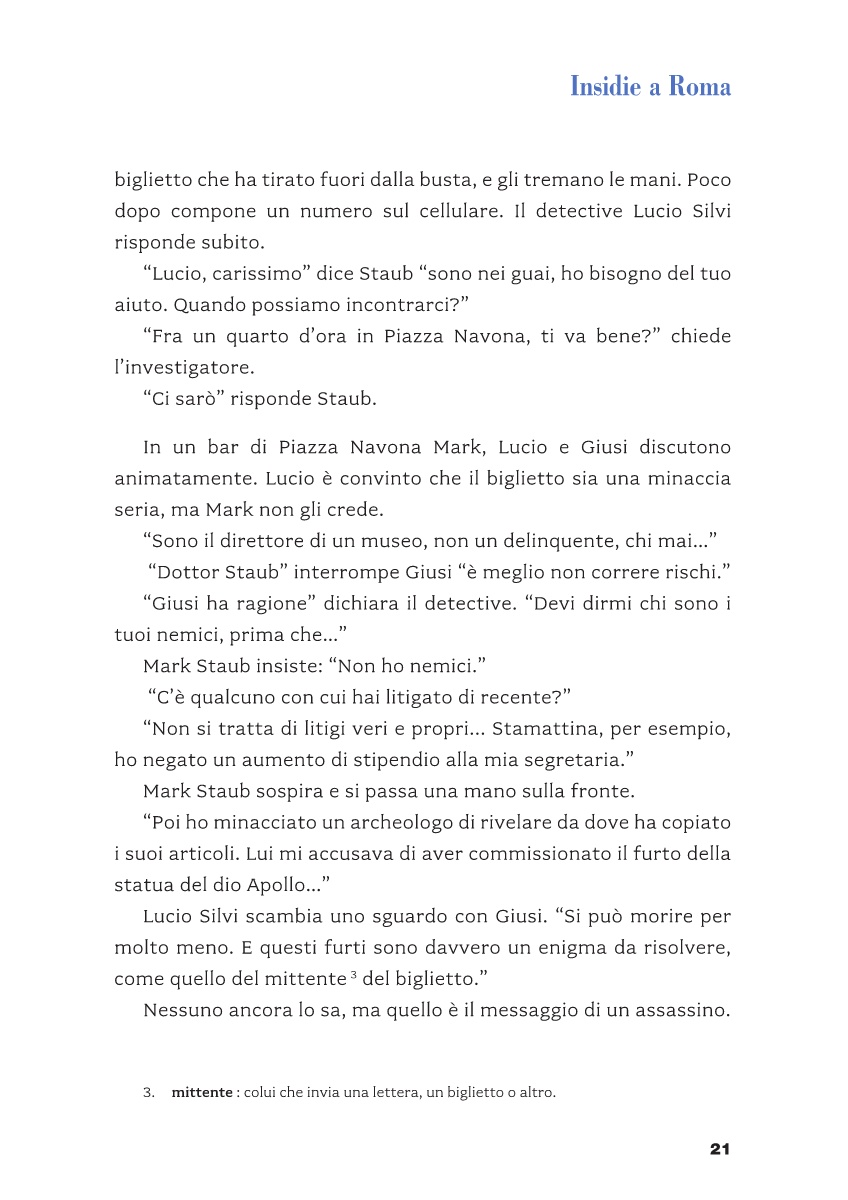 Insidie a Roma
biglietto che ha tirato fuori dalla busta, e gli tremano le mani. Poco
dopo compone un numero sul cellulare. Il detective Lucio Silvi
risponde subito.
“Lucio, carissimo” dice Staub “sono nei guai, ho bisogno del tuo
aiuto. Quando possiamo incontrarci?”
“Fra un quarto d’ora in Piazza Navona, ti va bene?” chiede
l’investigatore.
“Ci sarò” risponde Staub.
In un bar di Piazza Navona Mark, Lucio e Giusi discutono
animatamente. Lucio è convinto che il biglietto sia una minaccia
seria, ma Mark non gli crede.
“Sono il direttore di un museo, non un delinquente, chi mai...”
“Dottor Staub” interrompe Giusi “è meglio non correre rischi.”
“Giusi ha ragione” dichiara il detective. “Devi dirmi chi sono i
tuoi nemici, prima che...”
Mark Staub insiste: “Non ho nemici.”
“C’è qualcuno con cui hai litigato di recente?”
“Non si tratta di litigi veri e propri... Stamattina, per esempio,
ho negato un aumento di stipendio alla mia segretaria.”
Mark Staub sospira e si passa una mano sulla fronte.
“Poi ho minacciato un archeologo di rivelare da dove ha copiato
i suoi articoli. Lui mi accusava di aver commissionato il furto della
statua del dio Apollo...”
Lucio Silvi scambia uno sguardo con Giusi. “Si può morire per
molto meno. E questi furti sono davvero un enigma da risolvere,
come quello del mittente ³ del biglietto.”
Nessuno ancora lo sa, ma quello è il messaggio di un assassino.
3. mittente : colui che invia una lettera, un biglietto o altro.
21